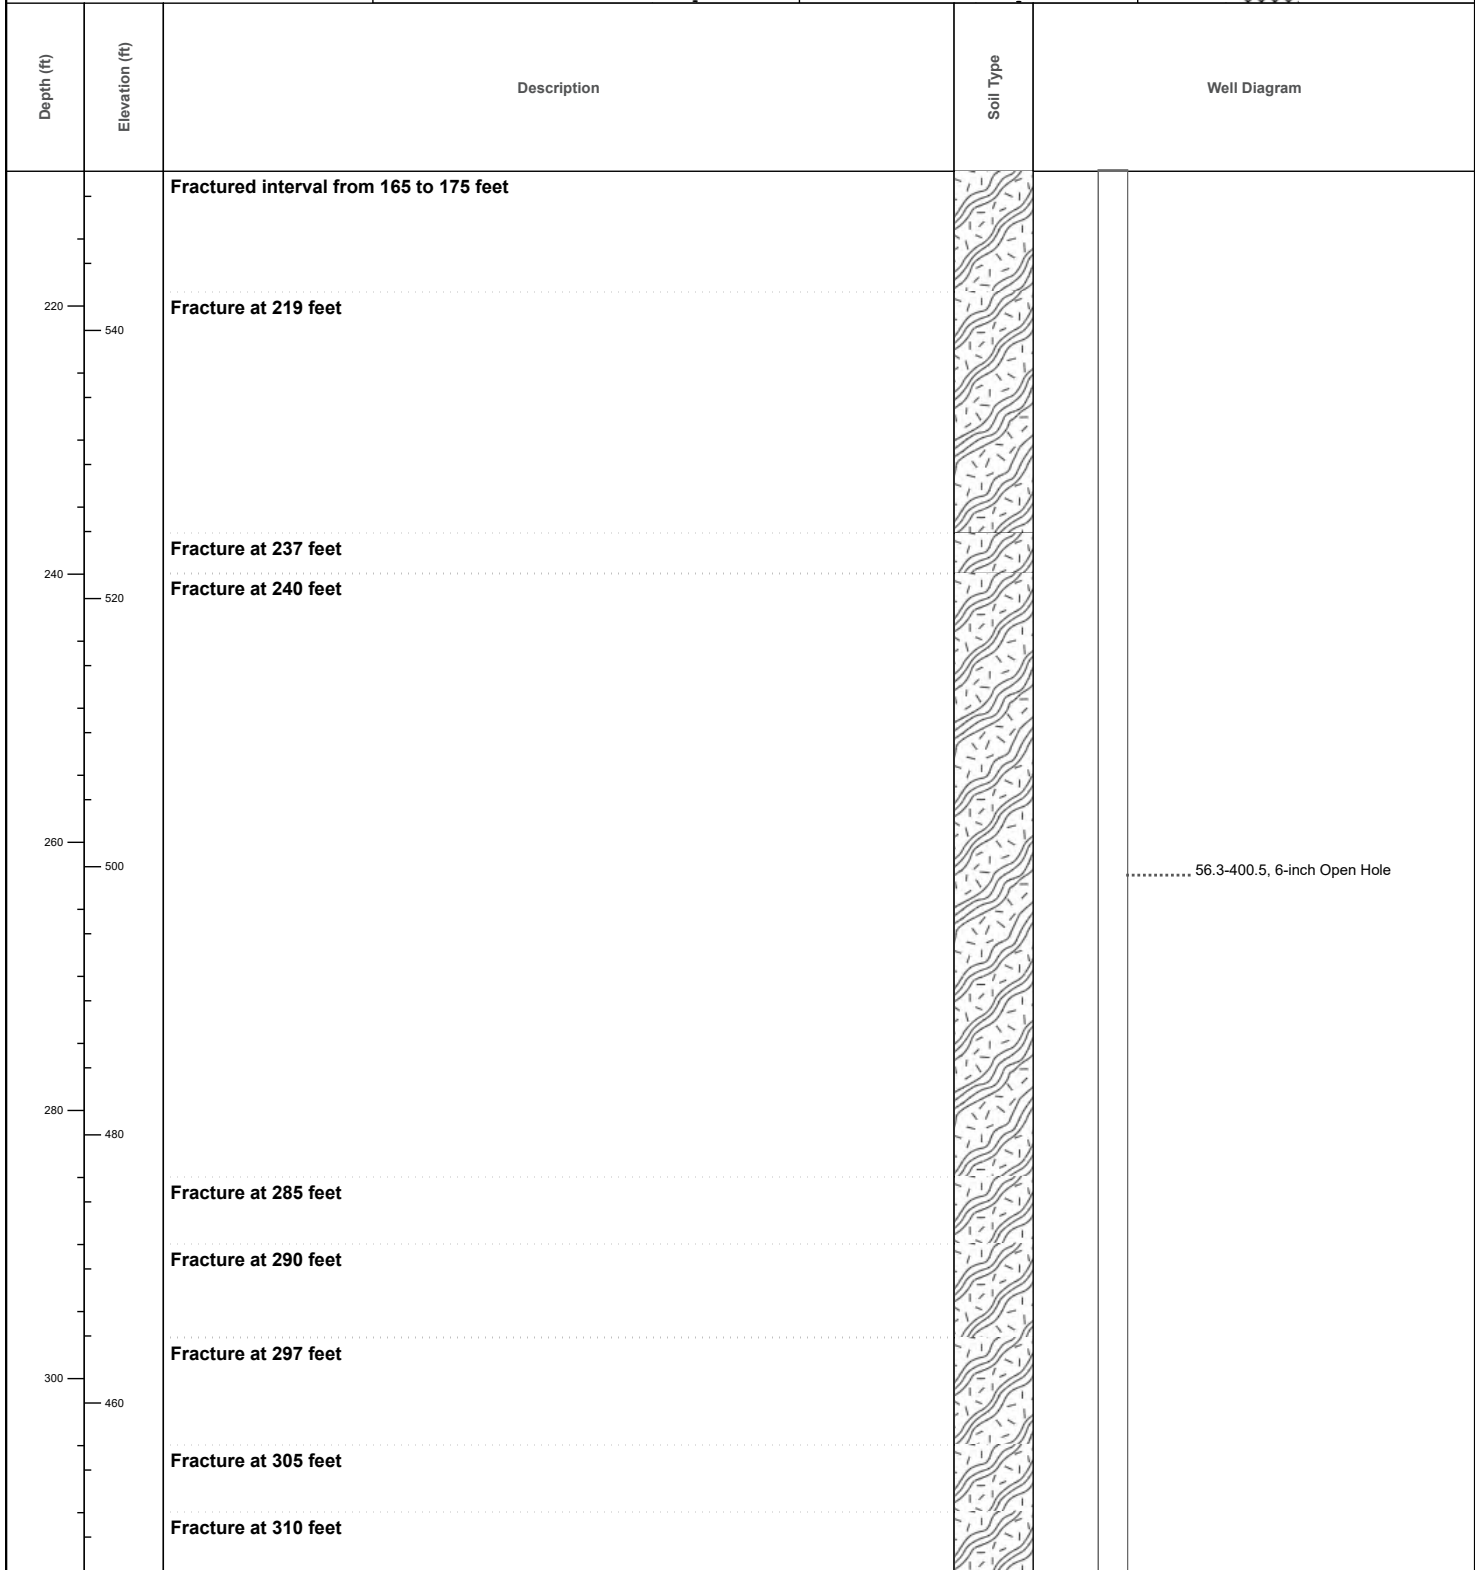 Depth (ft)
Elevation (ft)
Description
Soil Type
Well Diagram
Fractured interval from 165 to 175 feet
220
Fracture at 219 feet
540
Fracture at 237 feet
240
Fracture at 240 feet
520
260
500
56.3-400.5, 6-inch Open Hole
280
480
Fracture at 285 feet
Fracture at 290 feet
Fracture at 297 feet
300
460
Fracture at 305 feet
Fracture at 310 feet